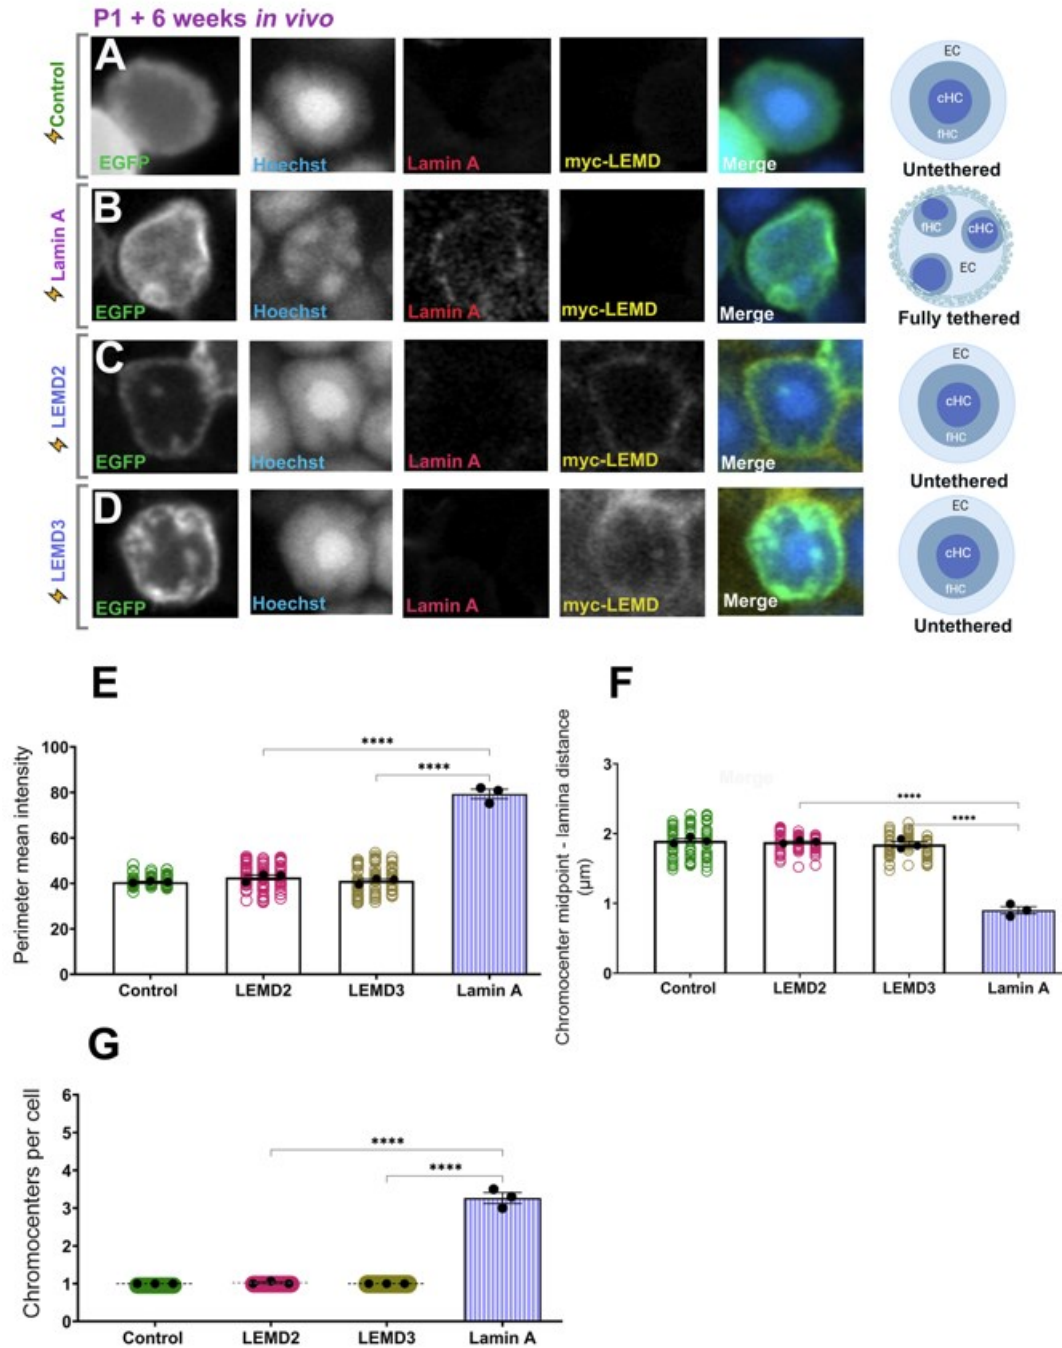 P1 + 6 weeks in vivo
Control
A
EGFP
Hoechst
Lamin A
myc-LEMD
Merge
EC
cHC
fHC
Untethered
Lamin A
B
EGFP
Hoechst
Lamin A
myc-LEMD
Merge
fHC
cHC
EC
Fully tethered
LEMD2
C
EGFP
Hoechst
Lamin A
myc-LEMD
Merge
EC
cHC
fHC
Untethered
LEMD3
D
EGFP
Hoechst
Lamin A
myc-LEMD
Merge
EC
cHC
fHC
Untethered
E
Perimeter mean intensity
100
80
60
40
20
0
****
****
Control
LEMD2
LEMD3
Lamin A
F
Chromocenter midpoint - lamina distance
(µm)
3
2
1
0
Merge
****
****
Control
LEMD2
LEMD3
Lamin A
G
Chromocenters per cell
6
5
4
3
2
1
0
****
****
Control
LEMD2
LEMD3
Lamin A